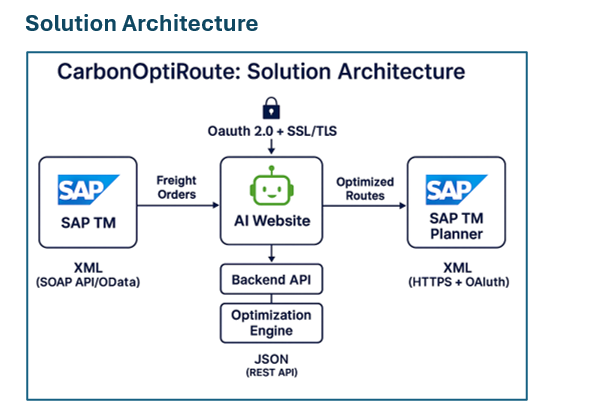 Solution Architecture
CarbonOptiRoute: Solution Architecture
Oauth 2.0 + SSL/TLS
SAP
SAP TM
Freight
Orders
AI Website
Optimized
Routes
SAP
SAP TM
Planner
XML
(SOAP API/OData)
Backend API
XML
(HTTPS + OAluth)
Optimization
Engine
JSON
(REST API)